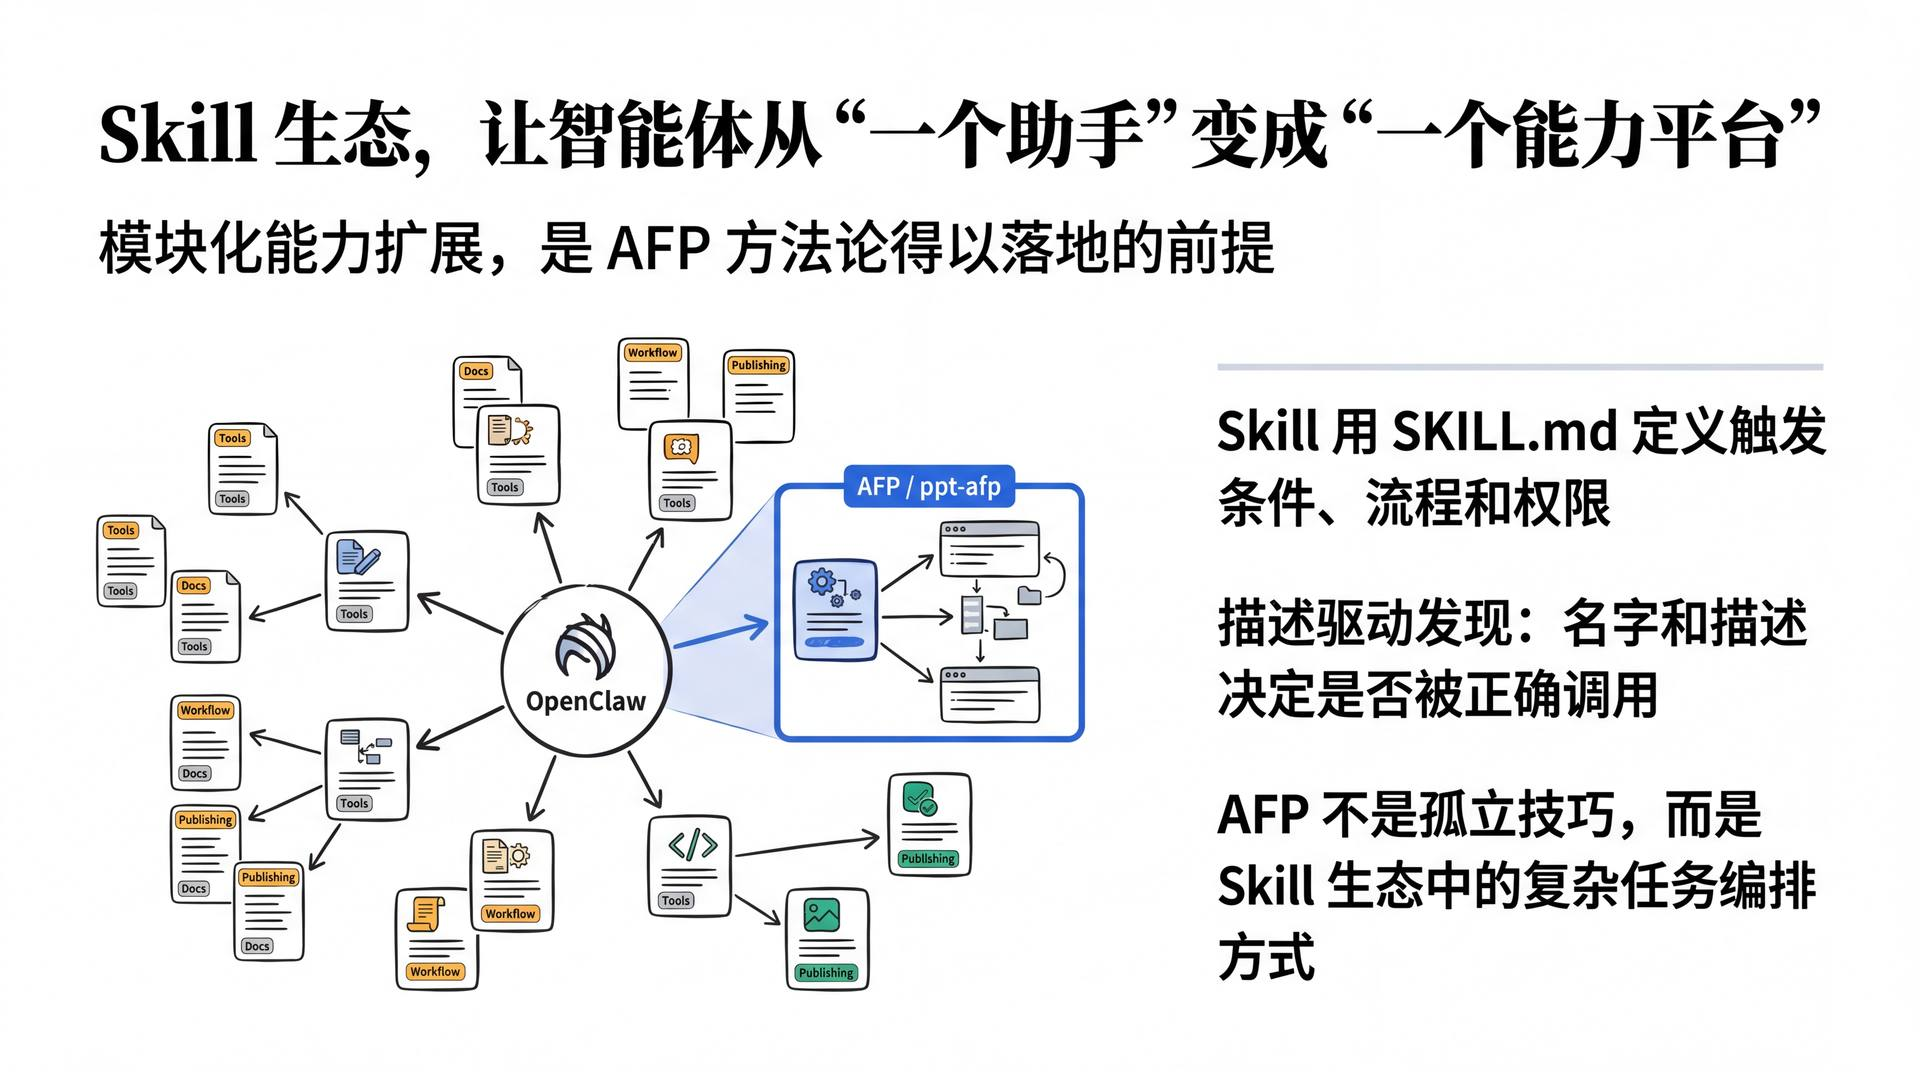 Skill 生态，让智能体从“一个助手”变成“一个能力平台”
模块化能力扩展，是 AFP 方法论得以落地的前提
Docs
Tools
Workflow
Publishing
Tools
Tools
Tools
Tools
Tools
Docs
Tools
Tools
AFP / ppt-afp
OpenClaw
Workflow
Docs
Publishing
Docs
Publishing
Docs
Tools
Workflow
Workflow
Tools
Publlshing
Publishing
Skill 用 SKILL.md 定义触发
条件、流程和权限
描述驱动发现：名字和描述
决定是否被正确调用
AFP 不是孤立技巧，而是
Skill 生态中的复杂任务编排
方式